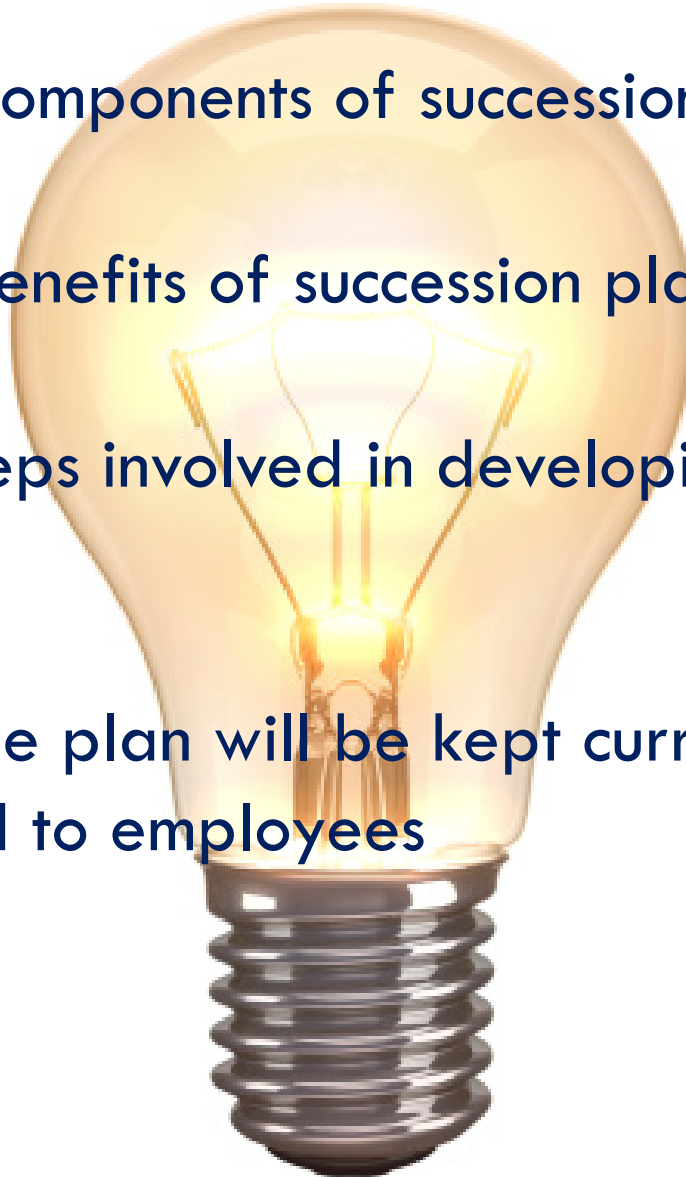 omponents of succession
enefits of succession pla
eps involved in developi
e plan will be kept curr
d to employees